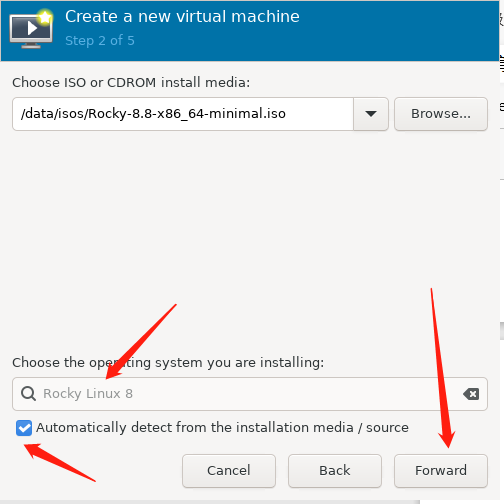 Create a new virtual machine
Step 2 of 5
Choose ISO or CDROM install media:
/data/isos/Rocky-8.8-x86_64-minimal.iso
Browse...
Choose the operating system you are installing:
Rocky Linux 8
Automatically detect from the installation media / source
Cancel
Back
Forward